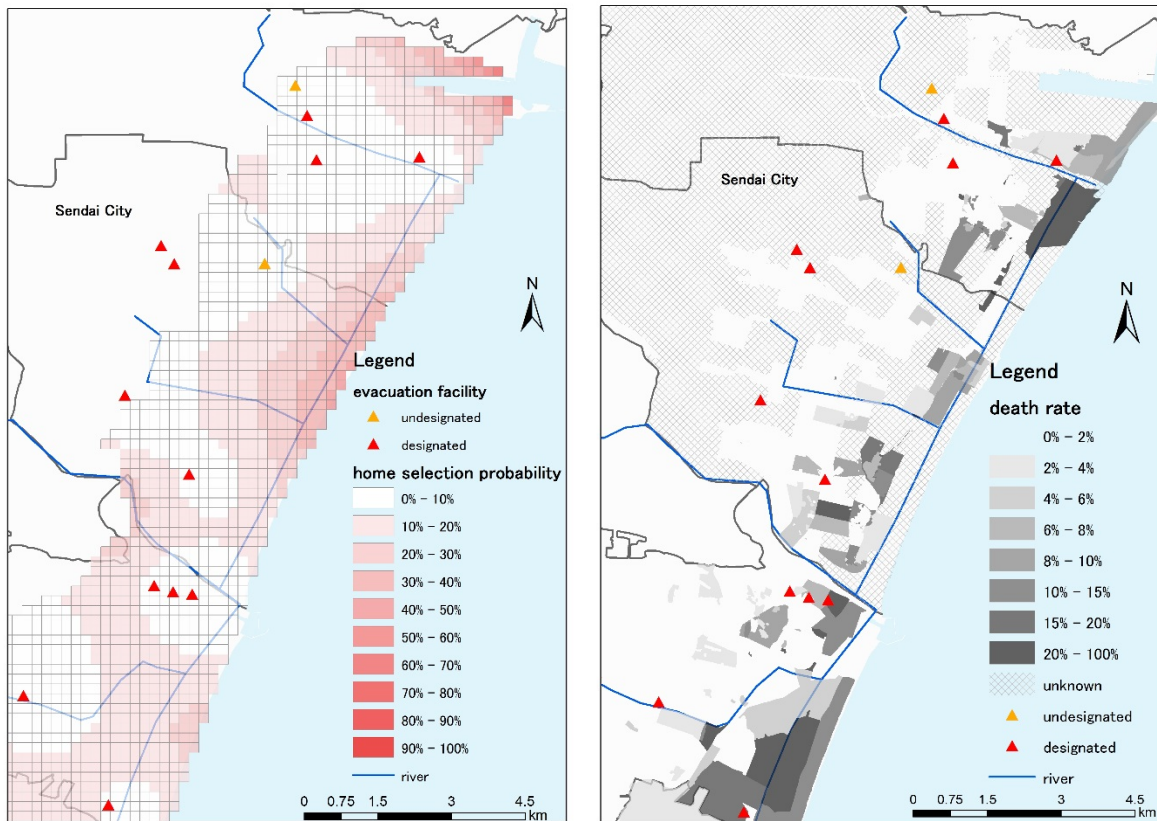 Sendai City
N
Legend
evacuation facility
undesignated
designated
home selection probability
0% - 10%
10% - 20%
20% - 30%
30% - 40%
40% - 50%
50% - 60%
60% - 70%
70% - 80%
80% - 90%
90% - 100%
river
0 0.75 1.5 3 4.5
km
Sendai City
N
Legend
death rate
0% - 2%
2% - 4%
4% - 6%
6% - 8%
8% - 10%
10% - 15%
15% - 20%
20% - 100%
unknown
undesignated
designated
river
0 0.75 1.5 3 4.5
km